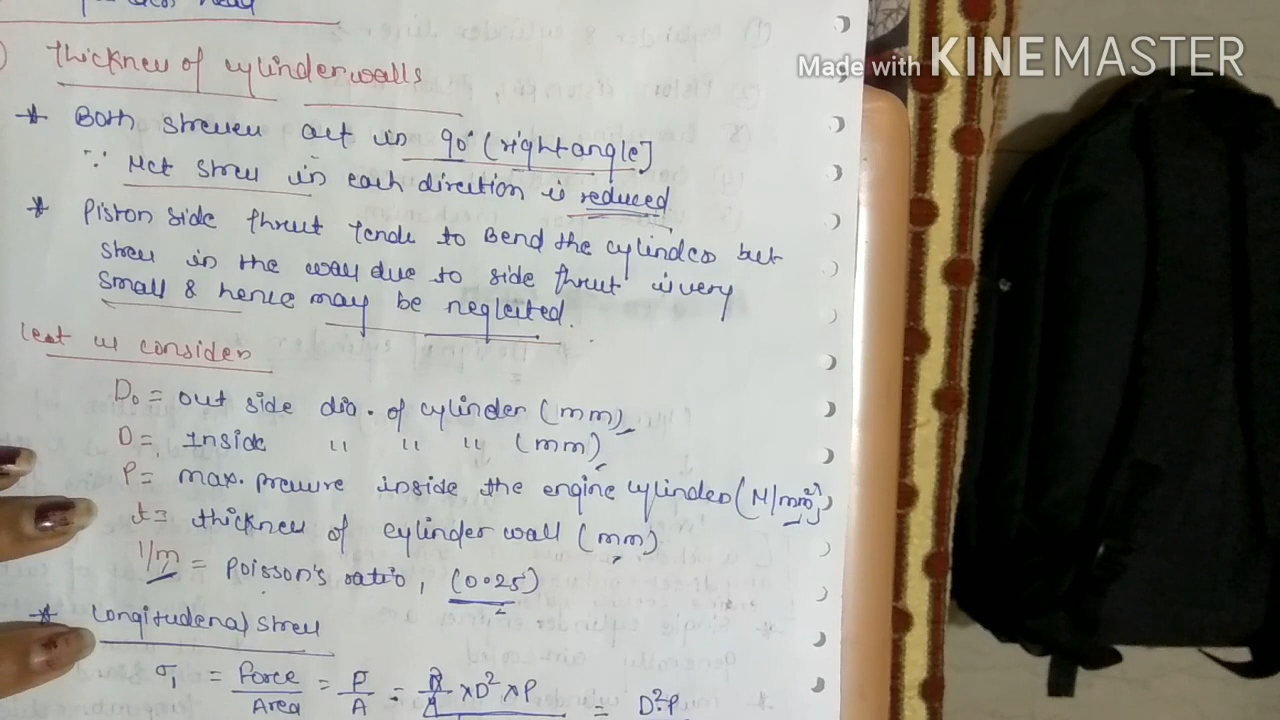 Made with KINEMASTER
head
thicknes of cylinder walls
* Both stresses act in 90° (right angle)
∵ Net stress in each direction is reduced
* Piston side thrust tends to Bend the cylinder but
stress in the wall due to side thrust is very
small & hence may be neglected.
Let us consider
D₀ = out side dia. of cylinder (mm)
D = Inside " " " (mm)
P = max. pressure inside the engine cylinder (N/mm²)
t = thickness of cylinder wall (mm)
1/m = Poisson's ratio, (0.25)
* Longitudenal stress
σ₁ = Force/Area = P/A = ×D²×P = D².P